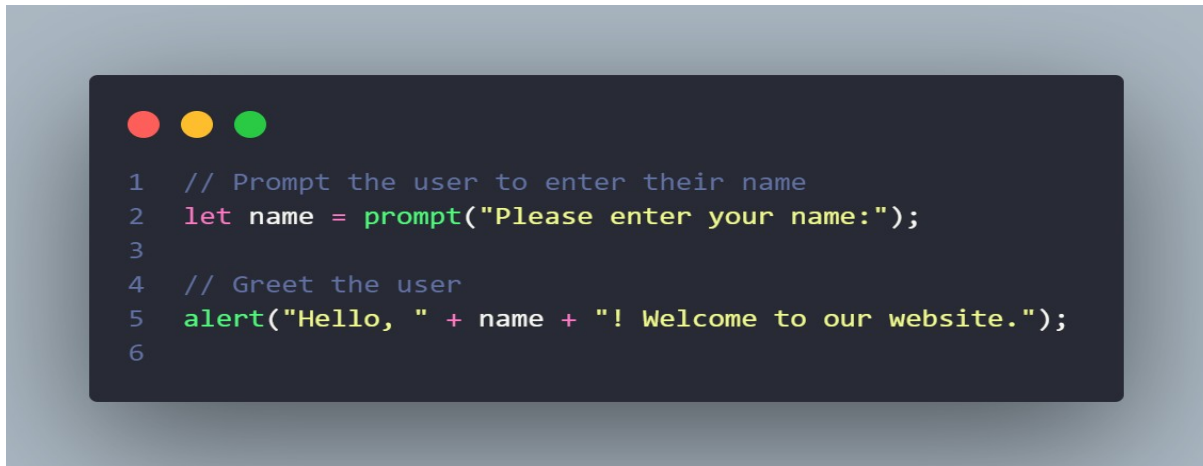 1 // Prompt the user to enter their name
2 let name = prompt("Please enter your name:");
3
4 // Greet the user
5 alert("Hello, " + name + "! Welcome to our website.");
6